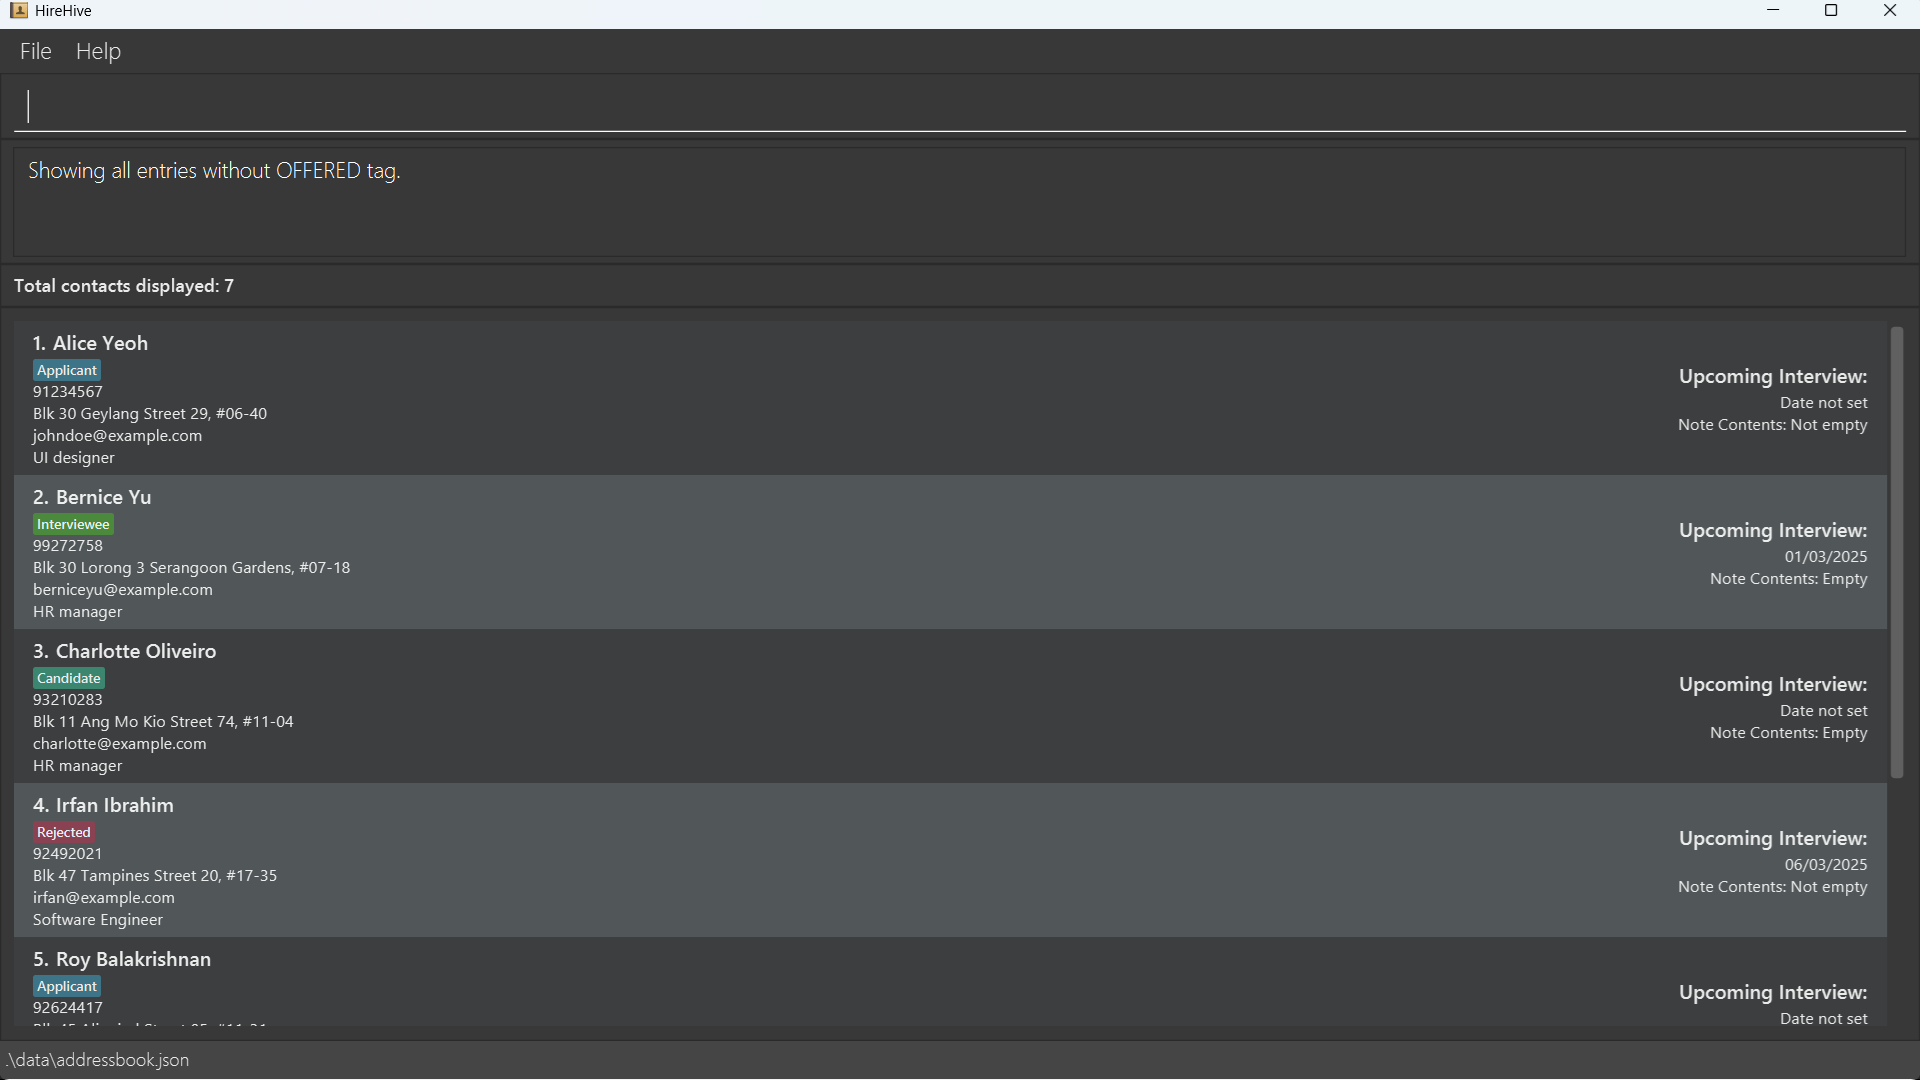 HireHive
File Help
Showing all entries without OFFERED tag.
Total contacts displayed: 7
1. Alice Yeoh
Applicant
91234567
Blk 30 Geylang Street 29, #06-40
johndoe@example.com
UI designer
Upcoming Interview:
Date not set
Note Contents: Not empty
2. Bernice Yu
Interviewee
99272758
Blk 30 Lorong 3 Serangoon Gardens, #07-18
berniceyu@example.com
HR manager
Upcoming Interview:
01/03/2025
Note Contents: Empty
3. Charlotte Oliveiro
Candidate
93210283
Blk 11 Ang Mo Kio Street 74, #11-04
charlotte@example.com
HR manager
Upcoming Interview:
Date not set
Note Contents: Empty
4. Irfan Ibrahim
Rejected
92492021
Blk 47 Tampines Street 20, #17-35
irfan@example.com
Software Engineer
Upcoming Interview:
06/03/2025
Note Contents: Not empty
5. Roy Balakrishnan
Applicant
92624417
Upcoming Interview:
Date not set
.\data\addressbook.json